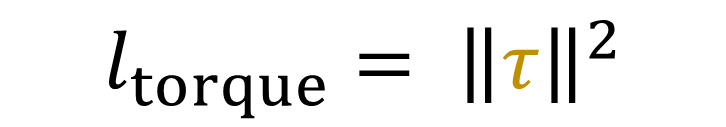 l_torque = ‖τ‖²